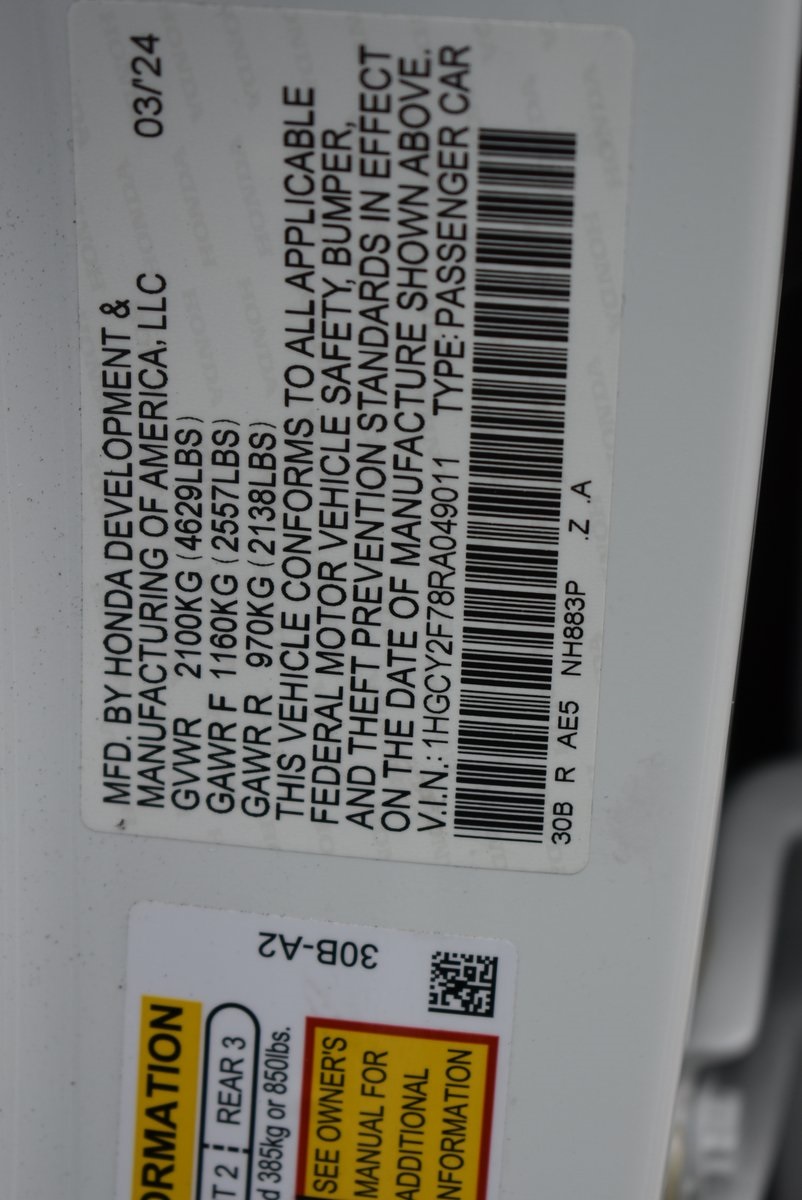 MFD. BY HONDA DEVELOPMENT &
MANUFACTURING OF AMERICA, LLC 03/'24
GVWR 2100KG (4629LBS)
GAWR F 1160KG (2557LBS)
GAWR R 970KG (2138LBS)
THIS VEHICLE CONFORMS TO ALL APPLICABLE
FEDERAL MOTOR VEHICLE SAFETY, BUMPER,
AND THEFT PREVENTION STANDARDS IN EFFECT
ON THE DATE OF MANUFACTURE SHOWN ABOVE.
V.I.N.: 1HGCY2F78RA049011 TYPE: PASSENGER CAR
30B R AE5 NH883P .Z .A
30B-A2
ORMATION
T 2 REAR 3
d 385kg or 850lbs.
SEE OWNER'S
MANUAL FOR
ADDITIONAL
NFORMATION